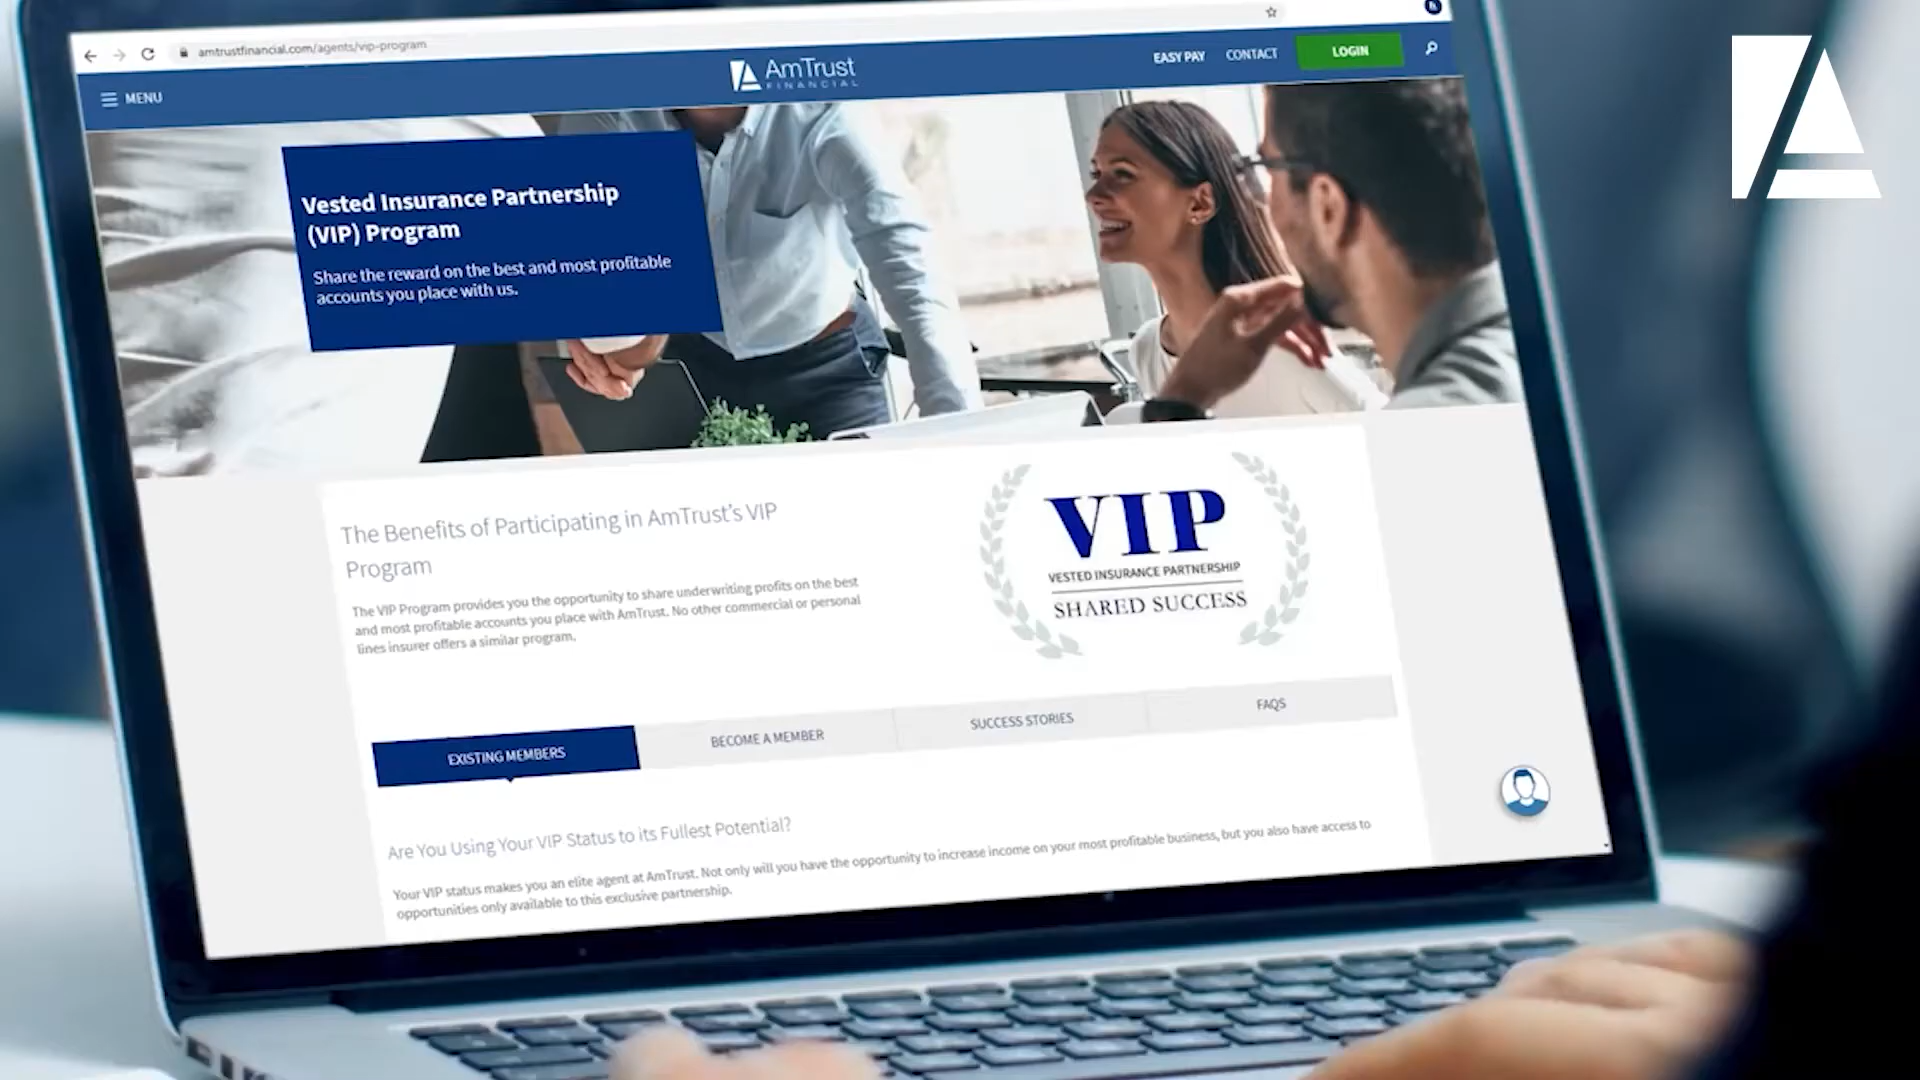 amtrustfinancial.com/agents/vip-program
MENU
AmTrust
FINANCIAL
EASY PAY
CONTACT
LOGIN
Vested Insurance Partnership
(VIP) Program
Share the reward on the best and most profitable
accounts you place with us.
The Benefits of Participating in AmTrust's VIP
Program
The VIP Program provides you the opportunity to share underwriting profits on the best
and most profitable accounts you place with AmTrust. No other commercial or personal
lines insurer offers a similar program.
VIP
VESTED INSURANCE PARTNERSHIP
SHARED SUCCESS
EXISTING MEMBERS
BECOME A MEMBER
SUCCESS STORIES
FAQS
Are You Using Your VIP Status to its Fullest Potential?
Your VIP status makes you an elite agent at AmTrust. Not only will you have the opportunity to increase income on your most profitable business, but you also have access to
opportunities only available to this exclusive partnership.